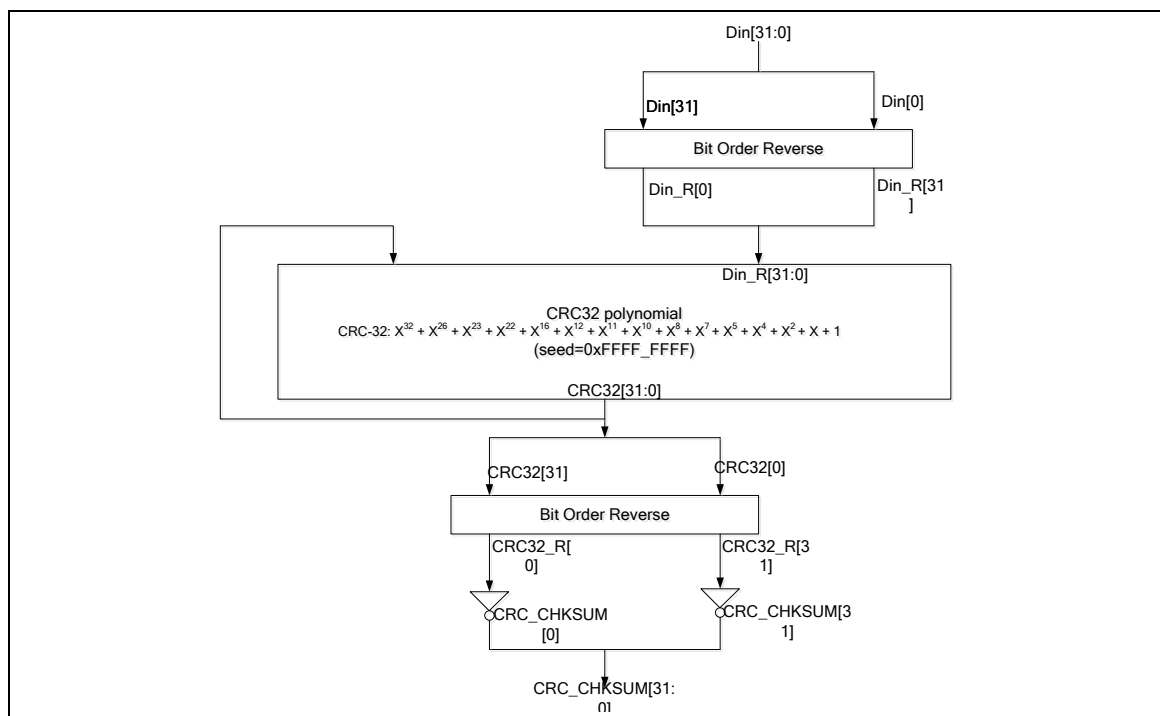 Din[31:0]
Din[31]
Din[0]
Bit Order Reverse
Din_R[0]
Din_R[31
]
Din_R[31:0]
CRC32 polynomial
CRC-32: X³² + X²⁶ + X²³ + X²² + X¹⁶ + X¹² + X¹¹ + X¹⁰ + X⁸ + X⁷ + X⁵ + X⁴ + X² + X + 1
(seed=0xFFFF_FFFF)
CRC32[31:0]
CRC32[31]
CRC32[0]
Bit Order Reverse
CRC32_R[
0]
CRC32_R[3
1]
CRC_CHKSUM
[0]
CRC_CHKSUM[3
1]
CRC_CHKSUM[31:
0]